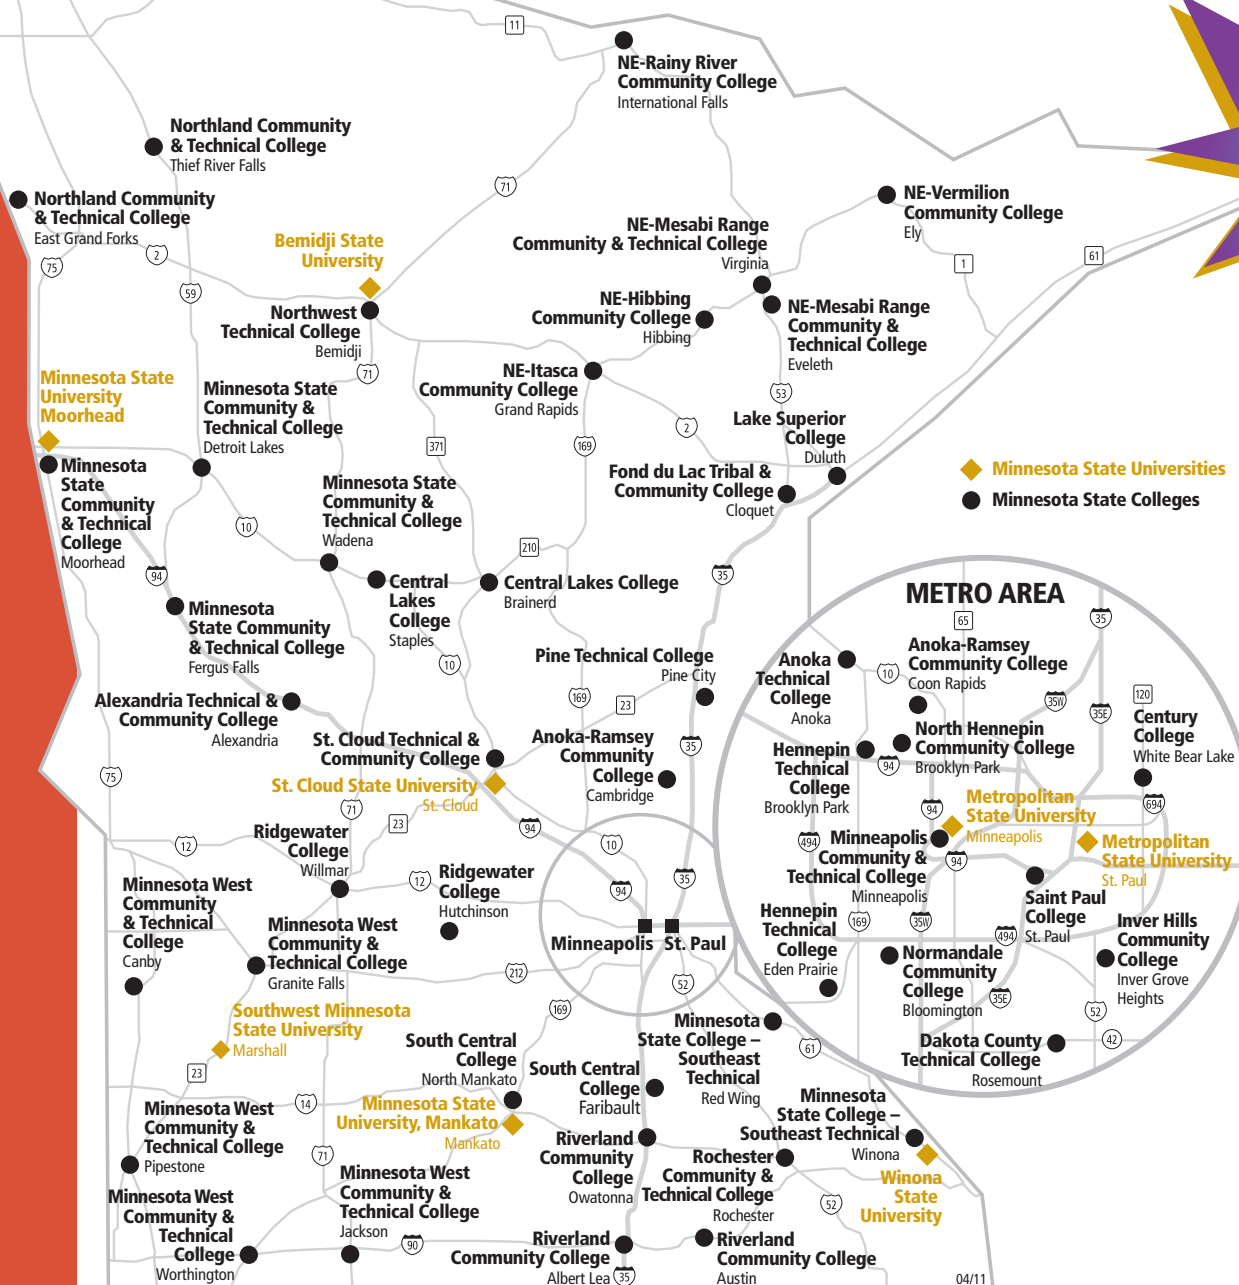 11
NE-Rainy River
Community College
International Falls
Northland Community
& Technical College
Thief River Falls
71
Northland Community
& Technical College
East Grand Forks
75
2
59
Bemidji State
University
Northwest
Technical College
Bemidji
71
NE-Vermilion
Community College
Ely
1
61
NE-Mesabi Range
Community & Technical College
Virginia
NE-Hibbing
Community College
Hibbing
NE-Mesabi Range
Community &
Technical College
Eveleth
NE-Itasca
Community College
Grand Rapids
53
2
169
371
Minnesota State
University
Moorhead
Minnesota State
Community &
Technical College
Detroit Lakes
Lake Superior
College
Duluth
Fond du Lac Tribal &
Community College
Cloquet
Minnesota State Universities
Minnesota State Colleges
Minnesota
State
Community
& Technical
College
Moorhead
Minnesota State
Community &
Technical College
Wadena
10
210
94
35
Central
Lakes
College
Staples
Central Lakes College
Brainerd
Minnesota
State Community
& Technical College
Fergus Falls
10
Pine Technical College
Pine City
169
23
35
Alexandria Technical &
Community College
Alexandria
St. Cloud Technical &
Community College
St. Cloud State University
St. Cloud
Anoka-Ramsey
Community
College
Cambridge
75
71
23
12
94
10
Ridgewater
College
Willmar
12
Ridgewater
College
Hutchinson
94
35
Minneapolis
St. Paul
Minnesota West
Community
& Technical
College
Canby
Minnesota West
Community &
Technical College
Granite Falls
212
52
169
Southwest Minnesota
State University
Marshall
23
South Central
College
North Mankato
South Central
College
Faribault
Minnesota
State College –
Southeast
Technical
Red Wing
61
14
Minnesota State
University, Mankato
Mankato
Minnesota West
Community &
Technical College
Pipestone
71
Minnesota
State College –
Southeast Technical
Winona
Winona
State
University
Riverland
Community
College
Owatonna
Rochester
Community &
Technical College
Rochester
52
Minnesota West
Community &
Technical
College
Worthington
Minnesota West
Community &
Technical College
Jackson
90
Riverland
Community College
Albert Lea
35
Riverland
Community College
Austin
04/11
METRO AREA
65
35
Anoka
Technical
College
Anoka
10
Anoka-Ramsey
Community College
Coon Rapids
35W
35E
120
Century
College
White Bear Lake
North Hennepin
Community College
Brooklyn Park
Hennepin
Technical
College
Brooklyn Park
94
94
694
Metropolitan
State University
Minneapolis
494
Minneapolis
Community &
Technical College
Minneapolis
94
Metropolitan
State University
St. Paul
Saint Paul
College
St. Paul
Hennepin
Technical
College
Eden Prairie
169
35W
494
Inver Hills
Community
College
Inver Grove
Heights
Normandale
Community
College
Bloomington
35E
52
42
Dakota County
Technical College
Rosemount